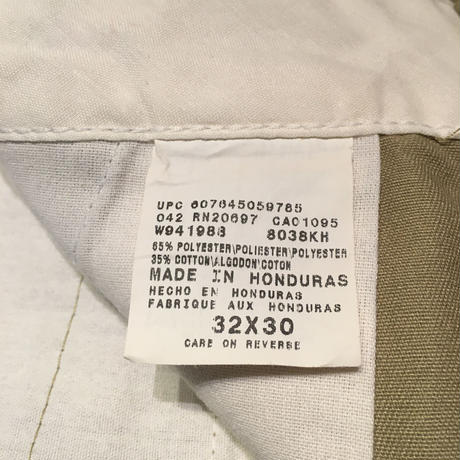 UPC 607645059765
042 RN20697 CA01095
W941988 8038KH
65% POLYESTER\POLIESTER\POLYESTER
35% COTTON\ALGODON\COTON
MADE IN HONDURAS
HECHO EN HONDURAS
FABRIQUE AUX HONDURAS
32X30
CARE ON REVERSE